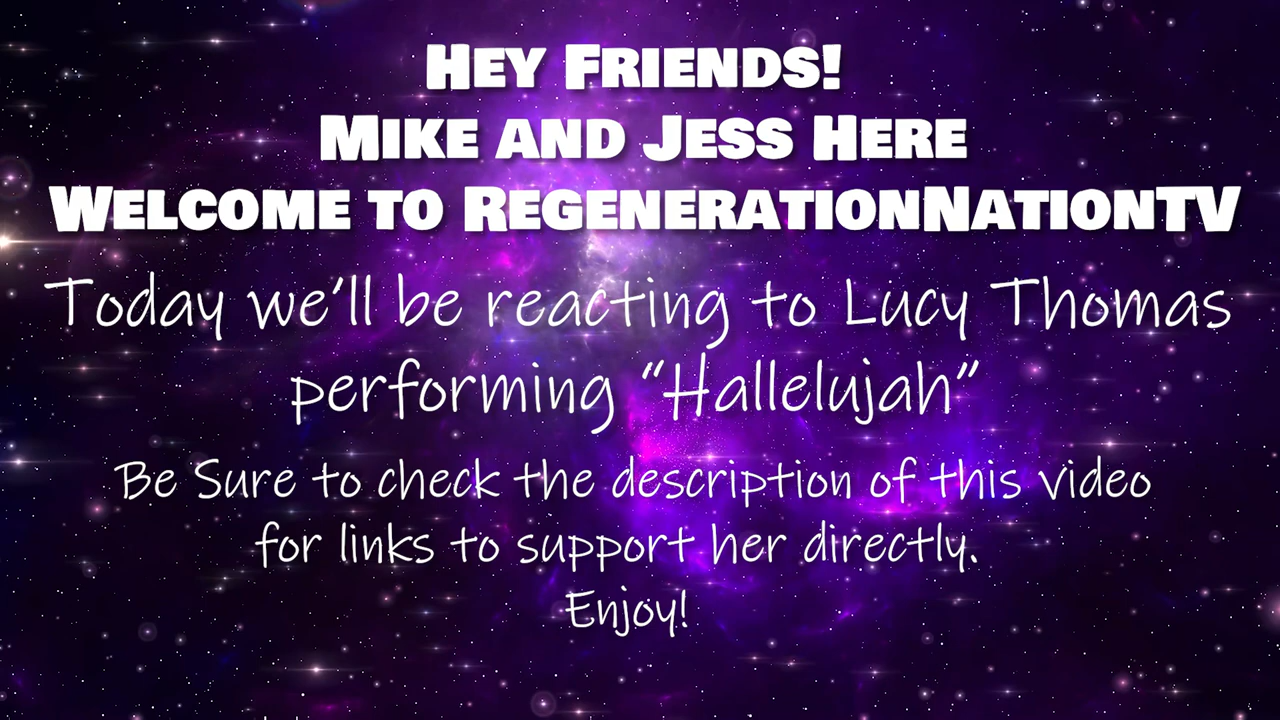 Hey Friends!
Mike and Jess Here
Welcome to RegenerationNationTV
Today we'll be reacting to Lucy Thomas
performing “Hallelujah”
Be Sure to check the description of this video
for links to support her directly.
Enjoy!